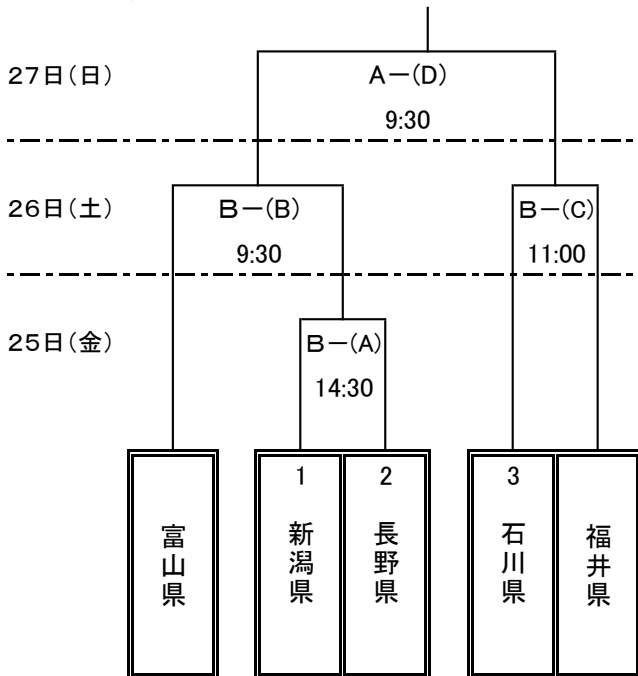 27日(日)
A－(D)
9:30
26日(土)
B－(B)
9:30
B－(C)
11:00
25日(金)
B－(A)
14:30
富山県
1
新潟県
2
長野県
3
石川県
福井県